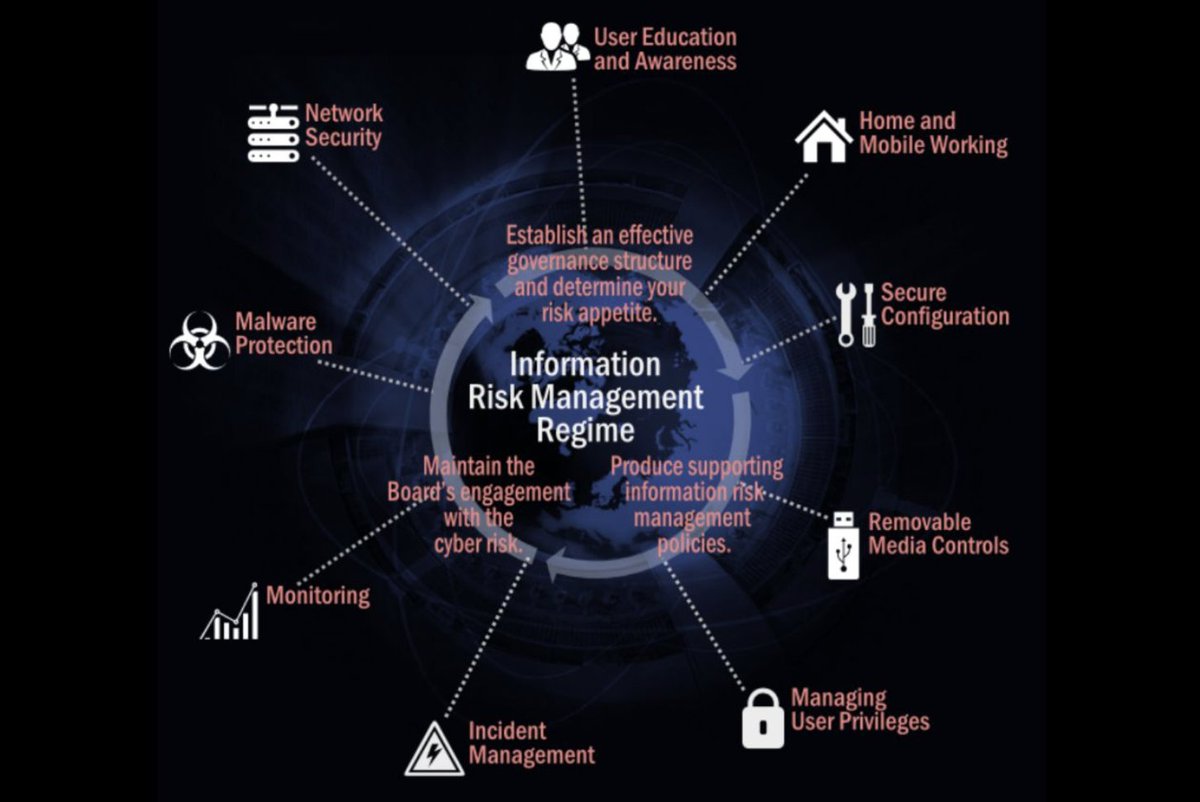 User Education
and Awareness
Network
Security
Home and
Mobile Working
Establish an effective
governance structure
and determine your
risk appetite.
Secure
Configuration
Malware
Protection
Information
Risk Management
Regime
Maintain the
Board's engagement
with the
cyber risk.
Produce supporting
information risk
management
policies.
Removable
Media Controls
Monitoring
Managing
User Privileges
Incident
Management